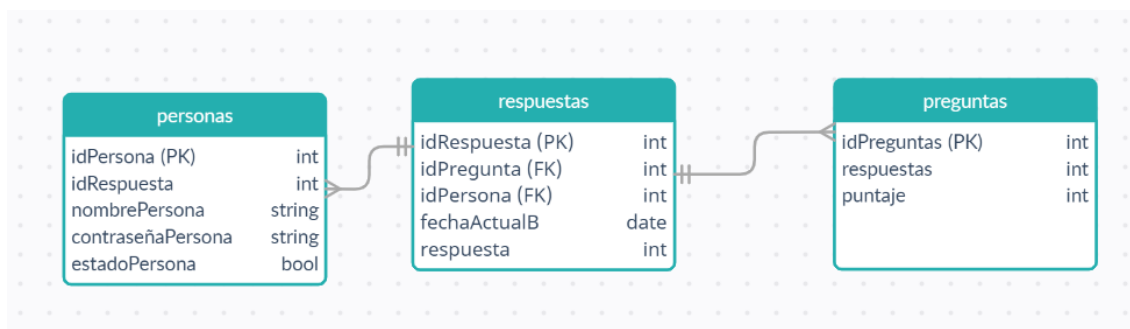 personas
idPersona (PK) int
idRespuesta int
nombrePersona string
contraseñaPersona string
estadoPersona bool
respuestas
idRespuesta (PK) int
idPregunta (FK) int
idPersona (FK) int
fechaActualB date
respuesta int
preguntas
idPreguntas (PK) int
respuestas int
puntaje int